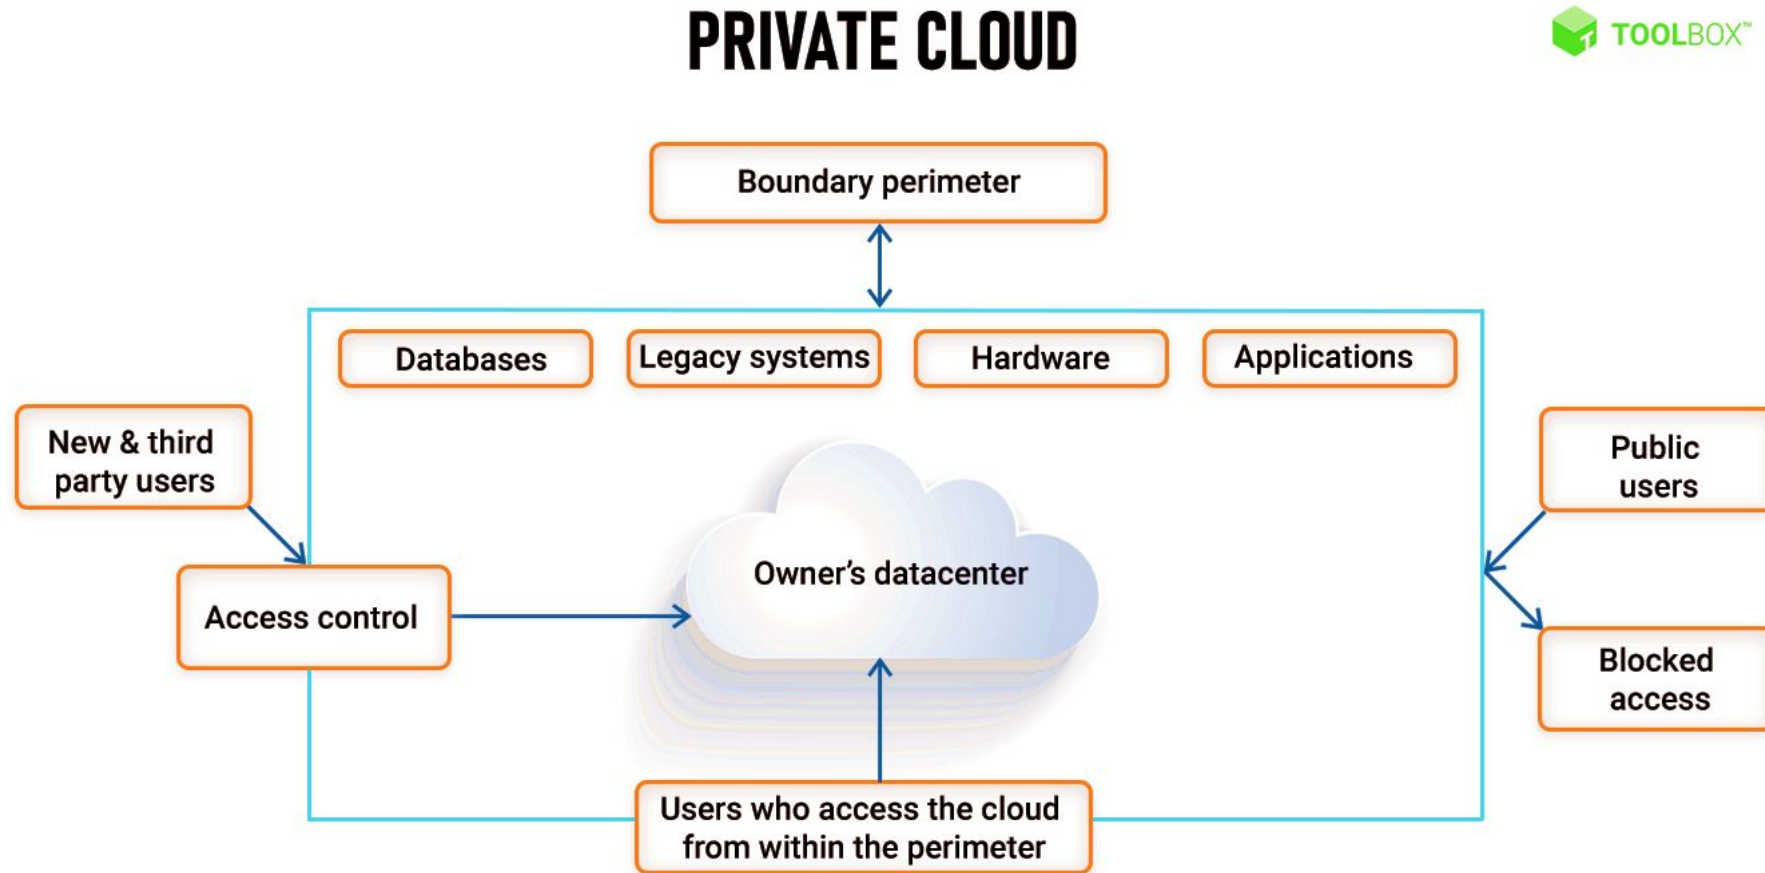 PRIVATE CLOUD
TOOLBOX™
Boundary perimeter
Databases
Legacy systems
Hardware
Applications
New & third
party users
Public
users
Owner's datacenter
Access control
Blocked
access
Users who access the cloud
from within the perimeter